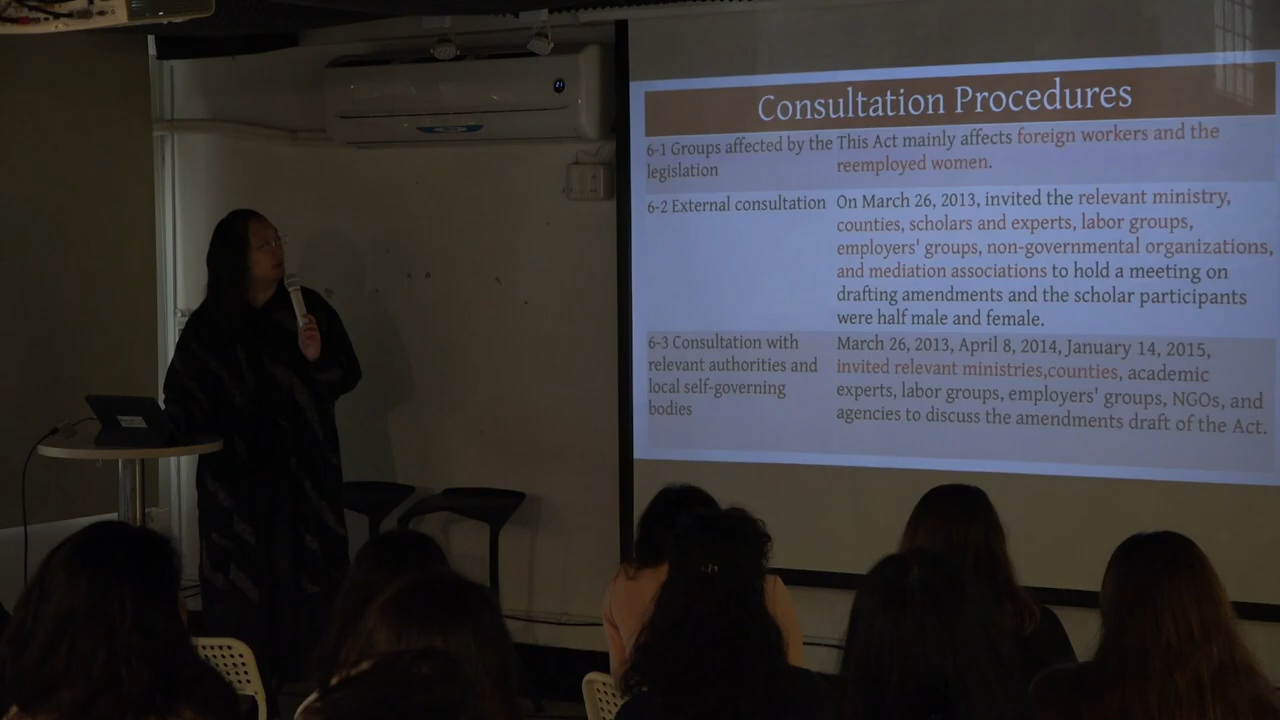 Consultation Procedures
6-1 Groups affected by the
legislation
This Act mainly affects foreign workers and the
reemployed women.
6-2 External consultation
On March 26, 2013, invited the relevant ministry,
counties, scholars and experts, labor groups,
employers' groups, non-governmental organizations,
and mediation associations to hold a meeting on
drafting amendments and the scholar participants
were half male and female.
6-3 Consultation with
relevant authorities and
local self-governing
bodies
March 26, 2013, April 8, 2014, January 14, 2015,
invited relevant ministries,counties, academic
experts, labor groups, employers' groups, NGOs, and
agencies to discuss the amendments draft of the Act.